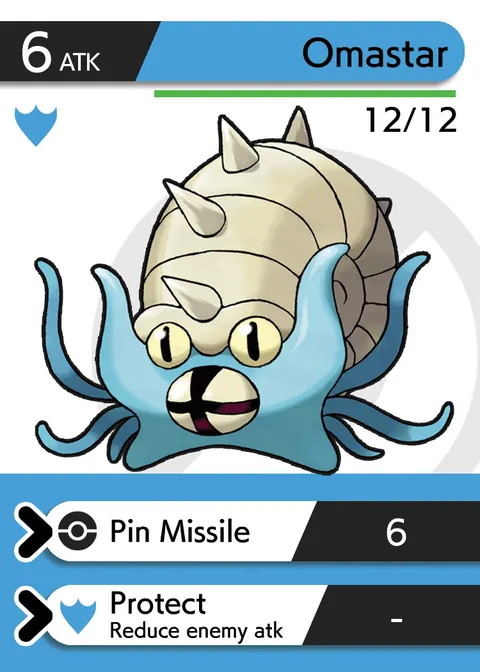 6 ATK
Omastar
12/12
Pin Missile
6
Protect
Reduce enemy atk
-